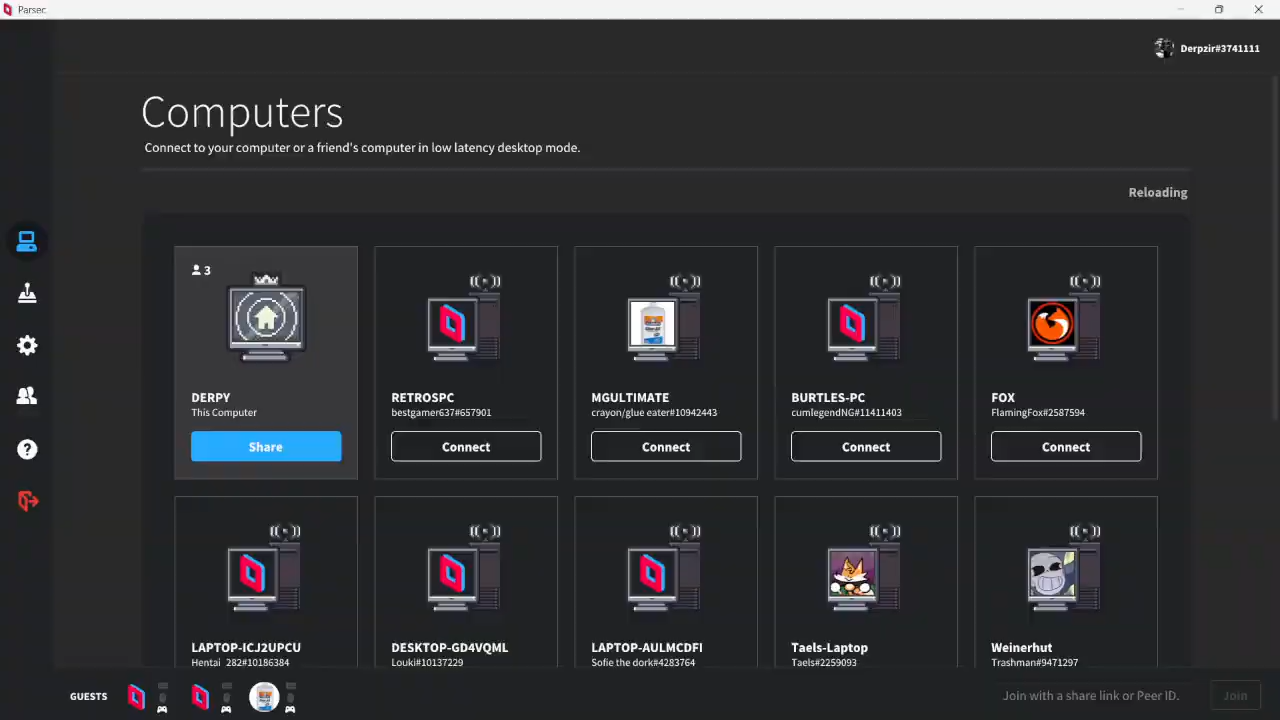 Parsec
Derpzir#3741111
Computers
Connect to your computer or a friend's computer in low latency desktop mode.
Reloading
3
DERPY
This Computer
Share
RETROSPC
bestgamer637#657901
Connect
MGULTIMATE
crayon/glue eater#10942443
Connect
BURTLES-PC
cumlegendNG#11411403
Connect
FOX
FlamingFox#2587594
Connect
LAPTOP-ICJ2UPCU
Hentai_282#10186384
DESKTOP-GD4VQML
Louki#10137229
LAPTOP-AULMCDFI
Sofie the dork#4283764
Taels-Laptop
Taels#2259093
Weinerhut
Trashman#9471297
GUESTS
Join with a share link or Peer ID.
Join